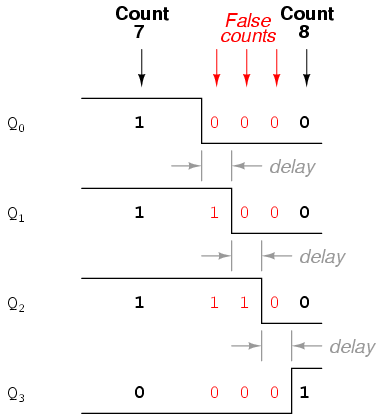 Count 7
False counts
Count 8
Q0 1 0 0 0 0
delay
Q1 1 1 0 0 0
delay
Q2 1 1 1 0 0
delay
Q3 0 0 0 0 1